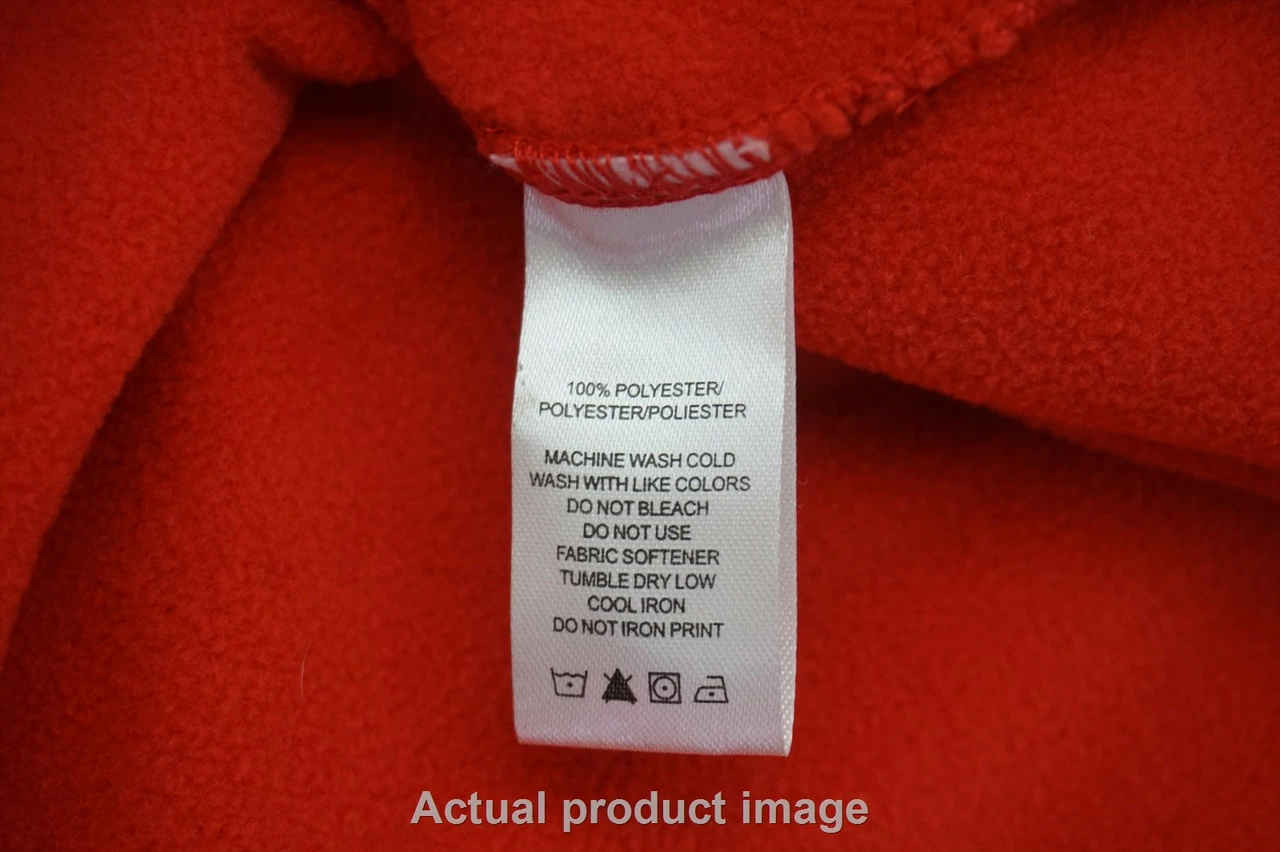 100% POLYESTER/
POLYESTER/POLIESTER
MACHINE WASH COLD
WASH WITH LIKE COLORS
DO NOT BLEACH
DO NOT USE
FABRIC SOFTENER
TUMBLE DRY LOW
COOL IRON
DO NOT IRON PRINT
Actual product image